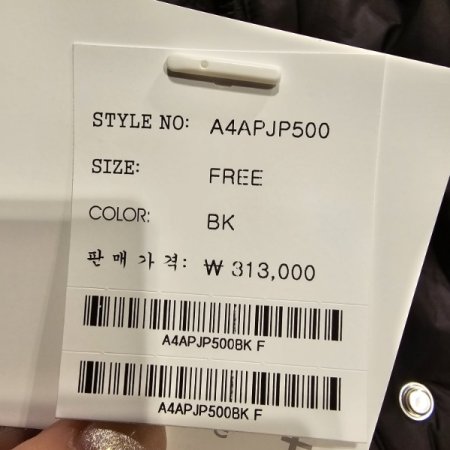 STYLE NO: A4APJP500
SIZE: FREE
COLOR: BK
판매가격: ₩ 313,000
A4APJP500BK F
A4APJP500BK F